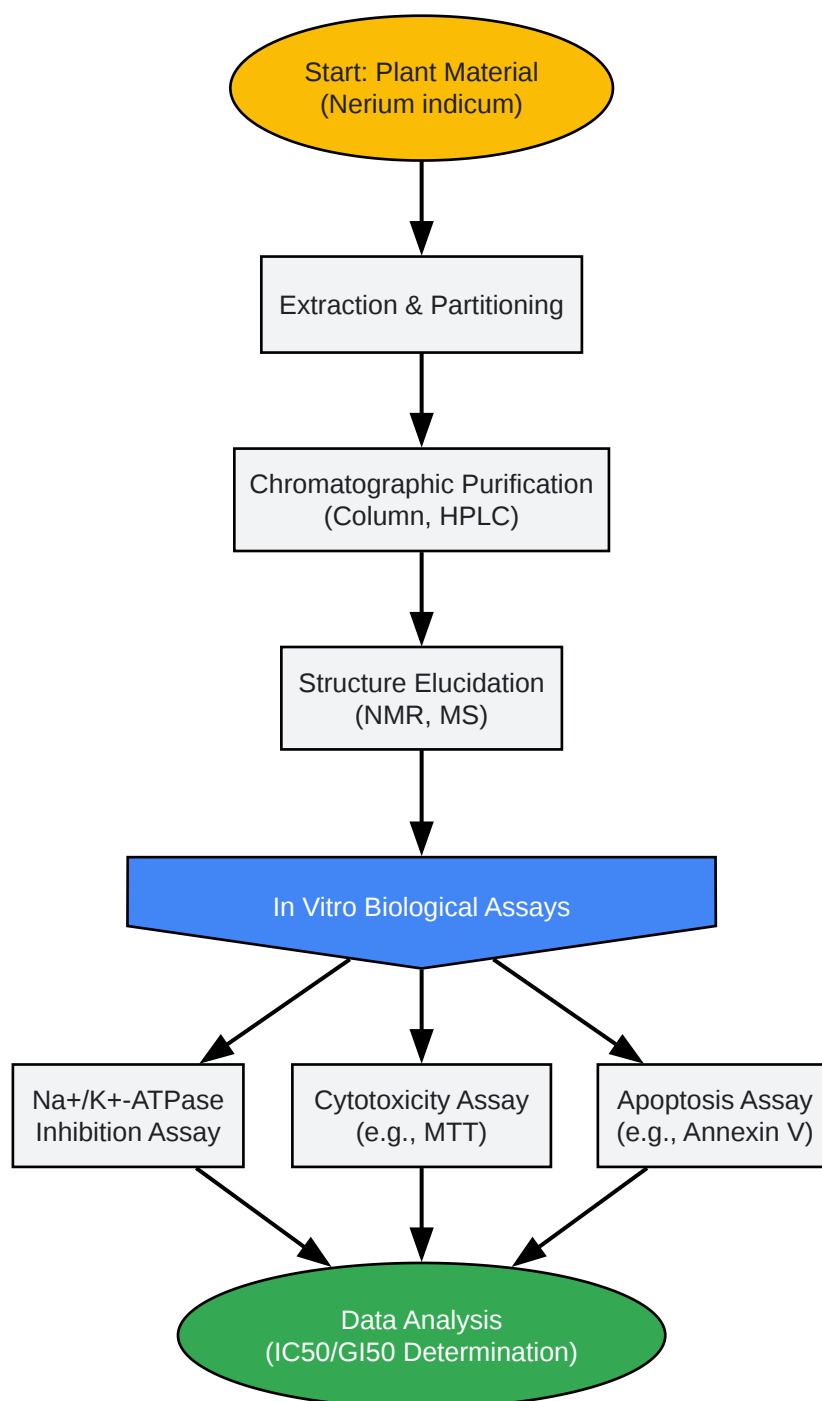 Start: Plant Material
(Nerium indicum)
Extraction & Partitioning
Chromatographic Purification
(Column, HPLC)
Structure Elucidation
(NMR, MS)
In Vitro Biological Assays
Na+/K+-ATPase
Inhibition Assay
Cytotoxicity Assay
(e.g., MTT)
Apoptosis Assay
(e.g., Annexin V)
Data Analysis
(IC50/GI50 Determination)